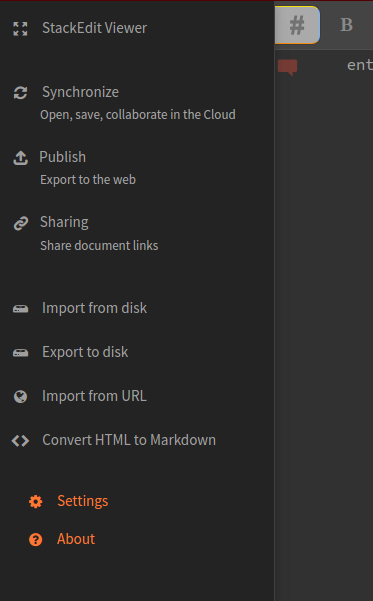 StackEdit Viewer
# B
ent
Synchronize
Open, save, collaborate in the Cloud
Publish
Export to the web
Sharing
Share document links
Import from disk
Export to disk
Import from URL
Convert HTML to Markdown
Settings
About